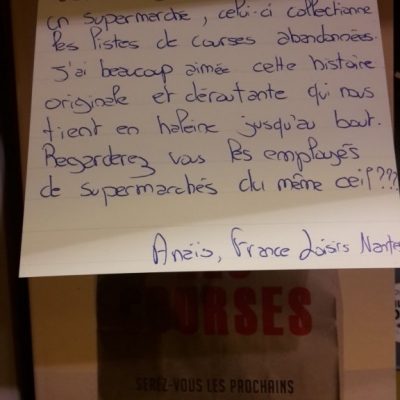 un supermarché, celui-ci collectionne
les listes de courses abandonnées.
J'ai beaucoup aimée cette histoire
originale et déroutante qui nous
tient en haleine jusqu'au bout.
Regarderez vous les employés
de supermarchés du même oeil???
Anaïs, France Loisirs Nantes
COURSES
SEREZ-VOUS LES PROCHAINS